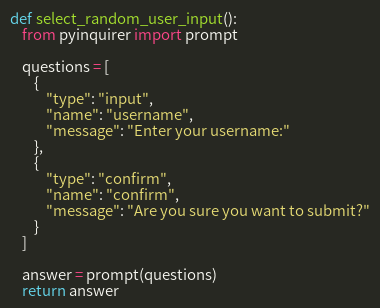 def select_random_user_input():
    from pyinquirer import prompt

    questions = [
        {
            "type": "input",
            "name": "username",
            "message": "Enter your username:"
        },
        {
            "type": "confirm",
            "name": "confirm",
            "message": "Are you sure you want to submit?"
        }
    ]

    answer = prompt(questions)
    return answer